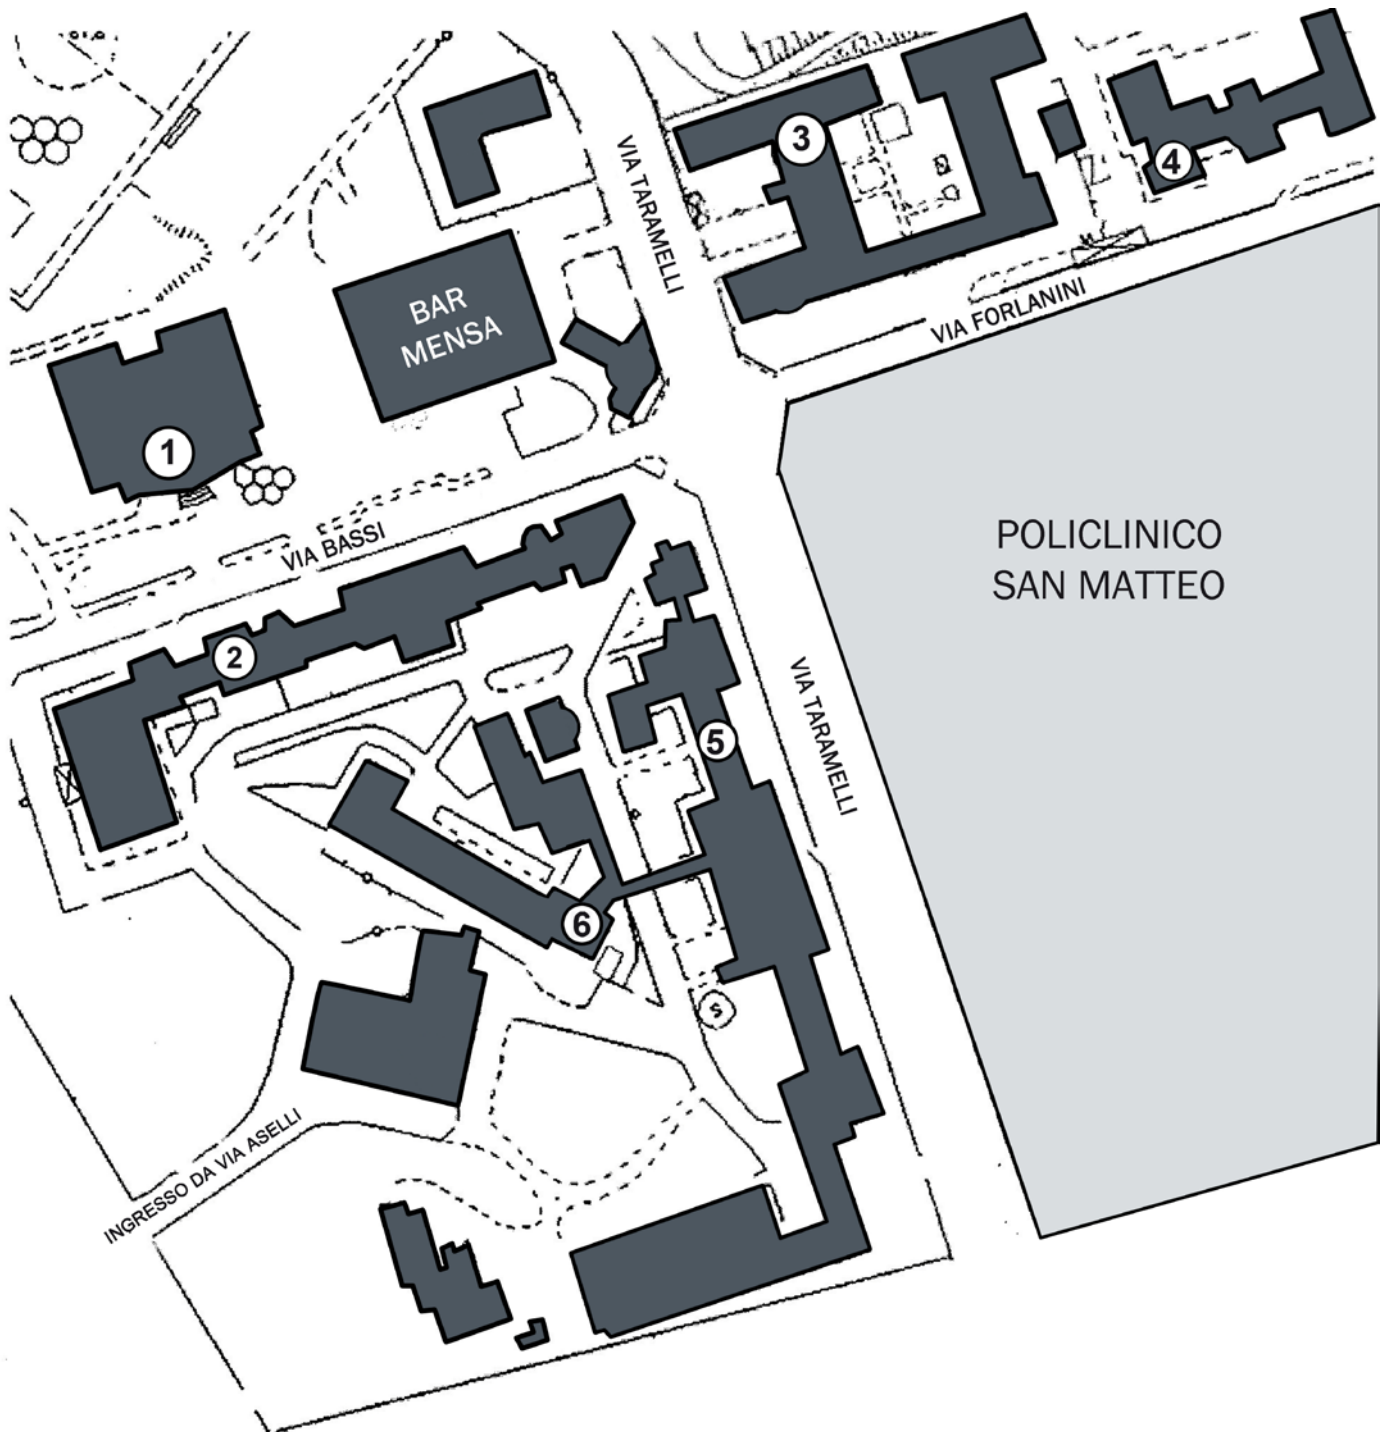 VIA TARAMELLI
3
4
BAR
MENSA
VIA FORLANINI
1
POLICLINICO
SAN MATTEO
VIA BASSI
2
VIA TARAMELLI
5
6
S
INGRESSO DA VIA ASELLI